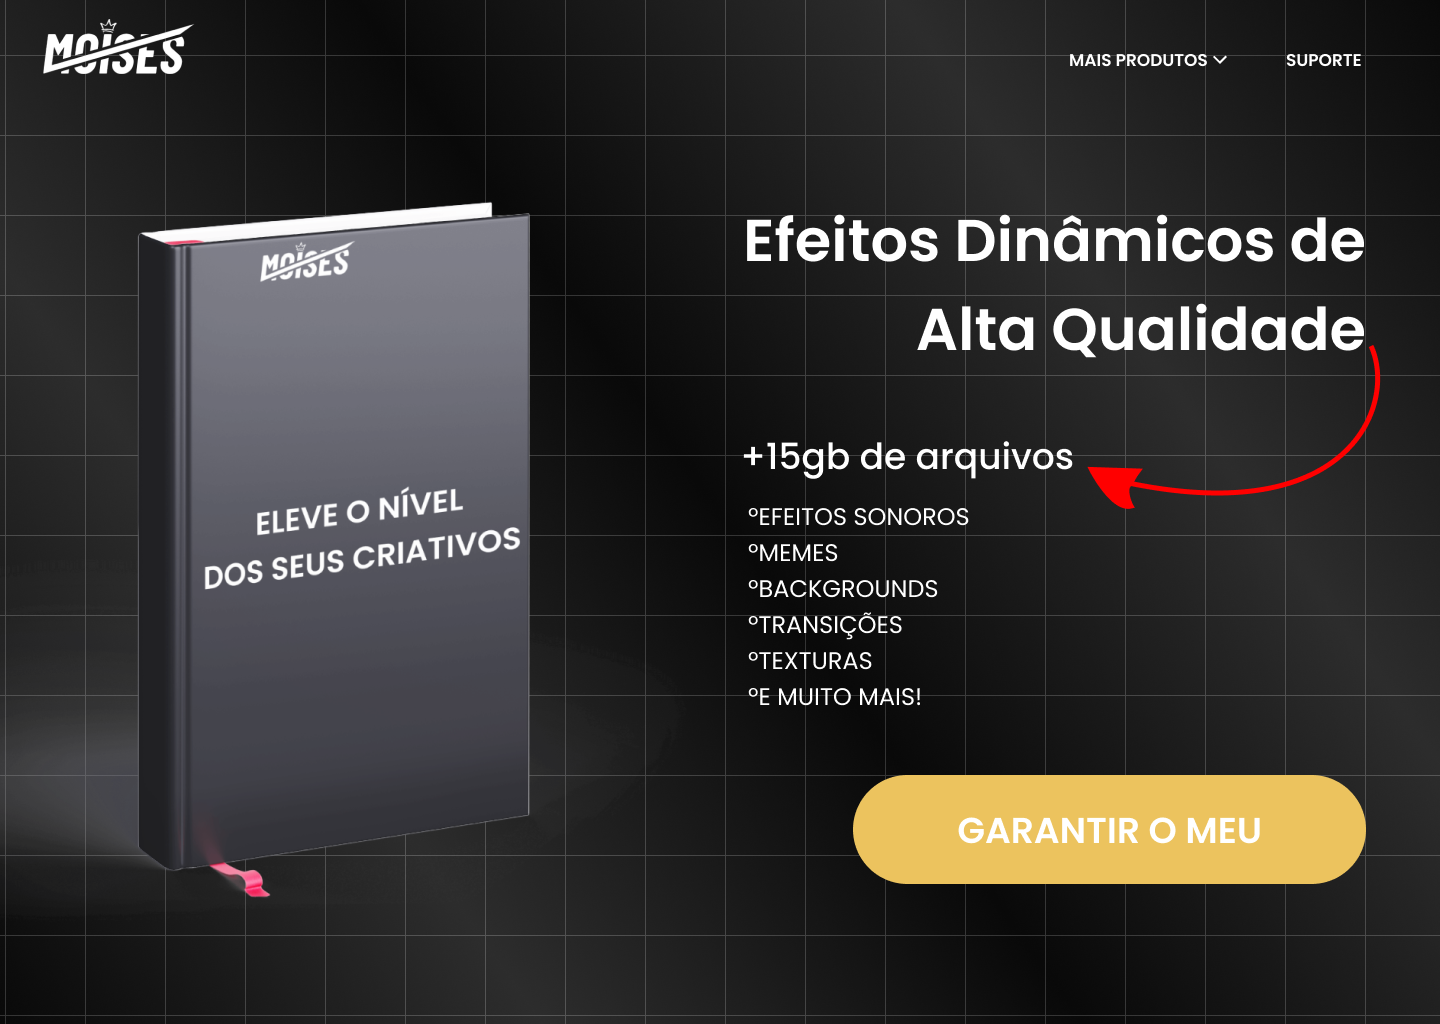 MOISES
MAIS PRODUTOS
SUPORTE
Efeitos Dinâmicos de
Alta Qualidade
MOISES
ELEVE O NÍVEL
DOS SEUS CRIATIVOS
+15gb de arquivos
°EFEITOS SONOROS
°MEMES
°BACKGROUNDS
°TRANSIÇÕES
°TEXTURAS
°E MUITO MAIS!
GARANTIR O MEU